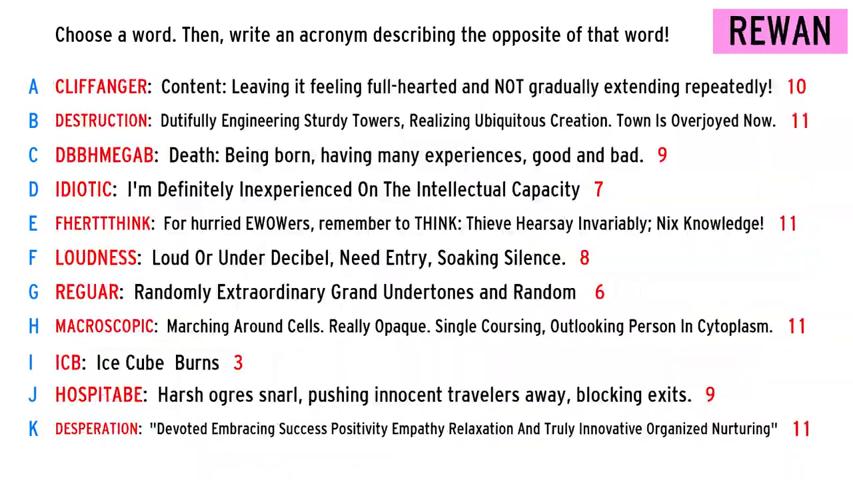 Choose a word. Then, write an acronym describing the opposite of that word!
REWAN
A CLIFFANGER: Content: Leaving it feeling full-hearted and NOT gradually extending repeatedly! 10
B DESTRUCTION: Dutifully Engineering Sturdy Towers, Realizing Ubiquitous Creation. Town Is Overjoyed Now. 11
C DBBHMEGAB: Death: Being born, having many experiences, good and bad. 9
D IDIOTIC: I'm Definitely Inexperienced On The Intellectual Capacity 7
E FHERTTTHINK: For hurried EWOWers, remember to THINK: Thieve Hearsay Invariably; Nix Knowledge! 11
F LOUDNESS: Loud Or Under Decibel, Need Entry, Soaking Silence. 8
G REGUAR: Randomly Extraordinary Grand Undertones and Random 6
H MACROSCOPIC: Marching Around Cells. Really Opaque. Single Coursing, Outlooking Person In Cytoplasm. 11
I ICB: Ice Cube Burns 3
J HOSPITABE: Harsh ogres snarl, pushing innocent travelers away, blocking exits. 9
K DESPERATION: "Devoted Embracing Success Positivity Empathy Relaxation And Truly Innovative Organized Nurturing" 11